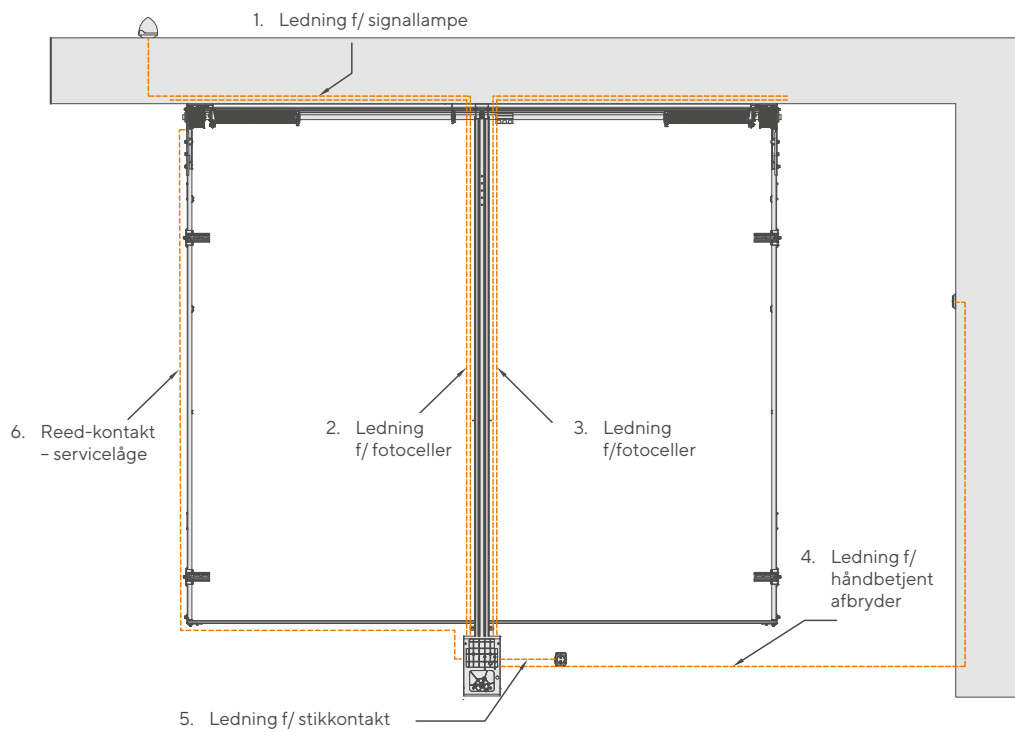 1. Ledning f/ signallampe
2. Ledning
f/ fotoceller
3. Ledning
f/fotoceller
6. Reed-kontakt
– servicelåge
4. Ledning f/
håndbetjent
afbryder
5. Ledning f/ stikkontakt